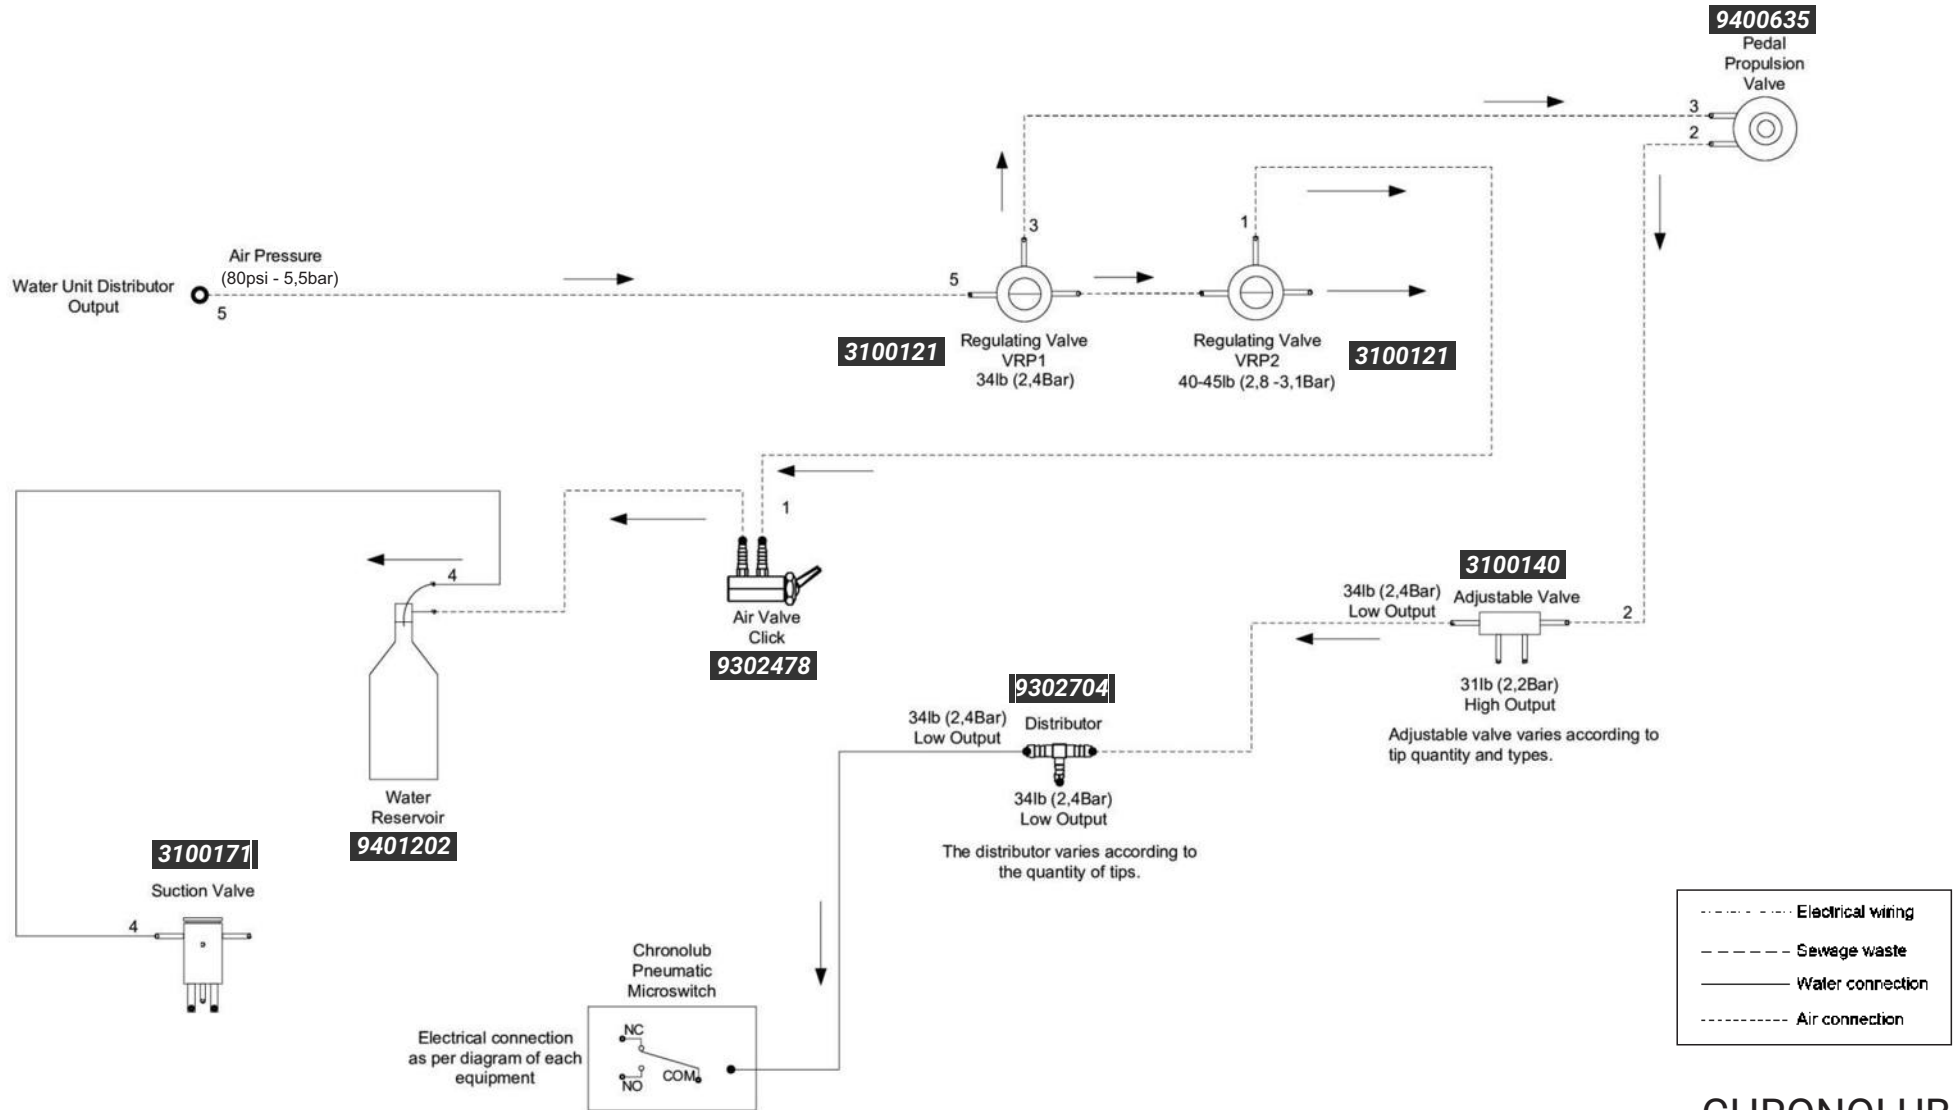 9400635
Pedal
Propulsion
Valve
3
2
3
1
Air Pressure
(80psi - 5,5bar)
Water Unit Distributor
Output
5
5
3100121
Regulating Valve
VRP1
34lb (2,4Bar)
Regulating Valve
VRP2
40-45lb (2,8 -3,1Bar)
3100121
1
4
Air Valve
Click
9302478
3100140
34lb (2,4Bar)
Low Output
Adjustable Valve
2
31lb (2,2Bar)
High Output
Adjustable valve varies according to
tip quantity and types.
9302704
34lb (2,4Bar)
Low Output
Distributor
34lb (2,4Bar)
Low Output
The distributor varies according to
the quantity of tips.
Water
Reservoir
9401202
3100171
Suction Valve
4
Chronolub
Pneumatic
Microswitch
Electrical connection
as per diagram of each
equipment
NC
NO
COM
Electrical wiring
Sewage waste
Water connection
Air connection